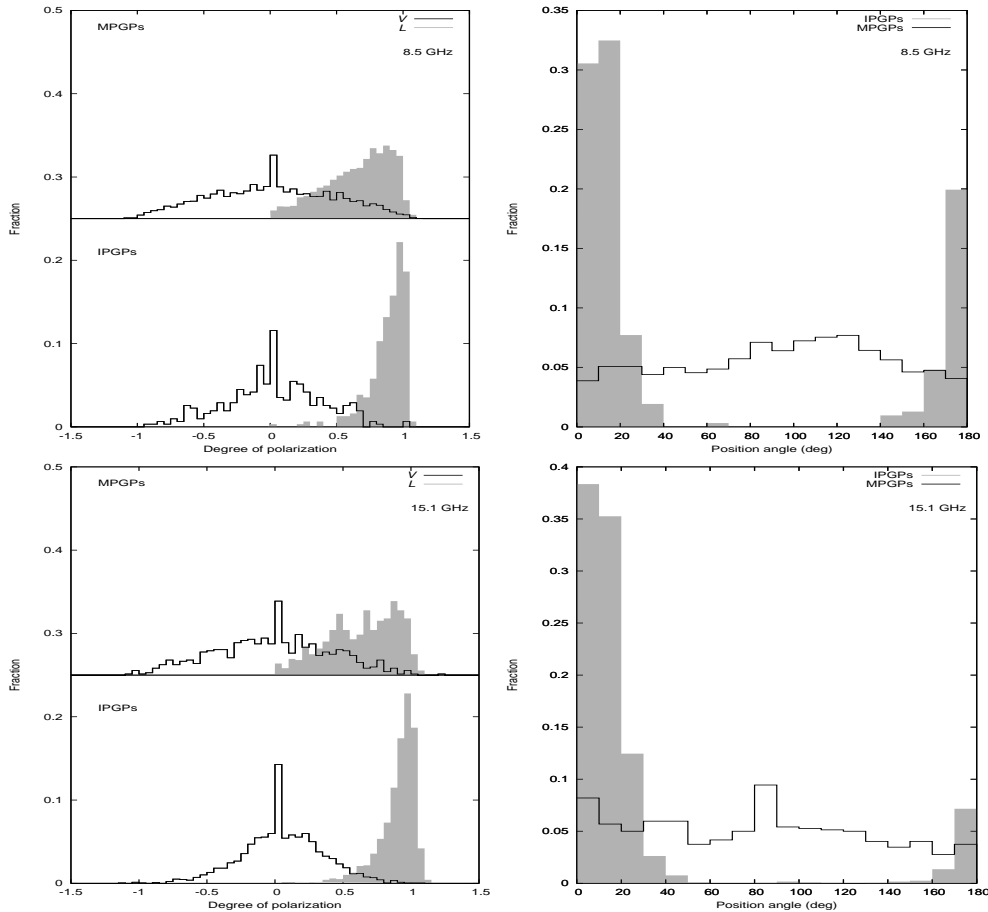 0.5
0.4
0.3
0.2
0.1
0
-1.5 -1 -0.5 0 0.5 1 1.5
Fraction
Degree of polarization
MPGPs
V
L
8.5 GHz
IPGPs
0.35
0.3
0.25
0.2
0.15
0.1
0.05
0
0 20 40 60 80 100 120 140 160 180
Fraction
Position angle (deg)
IPGPs
MPGPs
8.5 GHz
0.5
0.4
0.3
0.2
0.1
0
-1.5 -1 -0.5 0 0.5 1 1.5
Fraction
Degree of polarization
MPGPs
V
L
15.1 GHz
IPGPs
0.4
0.35
0.3
0.25
0.2
0.15
0.1
0.05
0
0 20 40 60 80 100 120 140 160 180
Fraction
Position angle (deg)
IPGPs
MPGPs
15.1 GHz